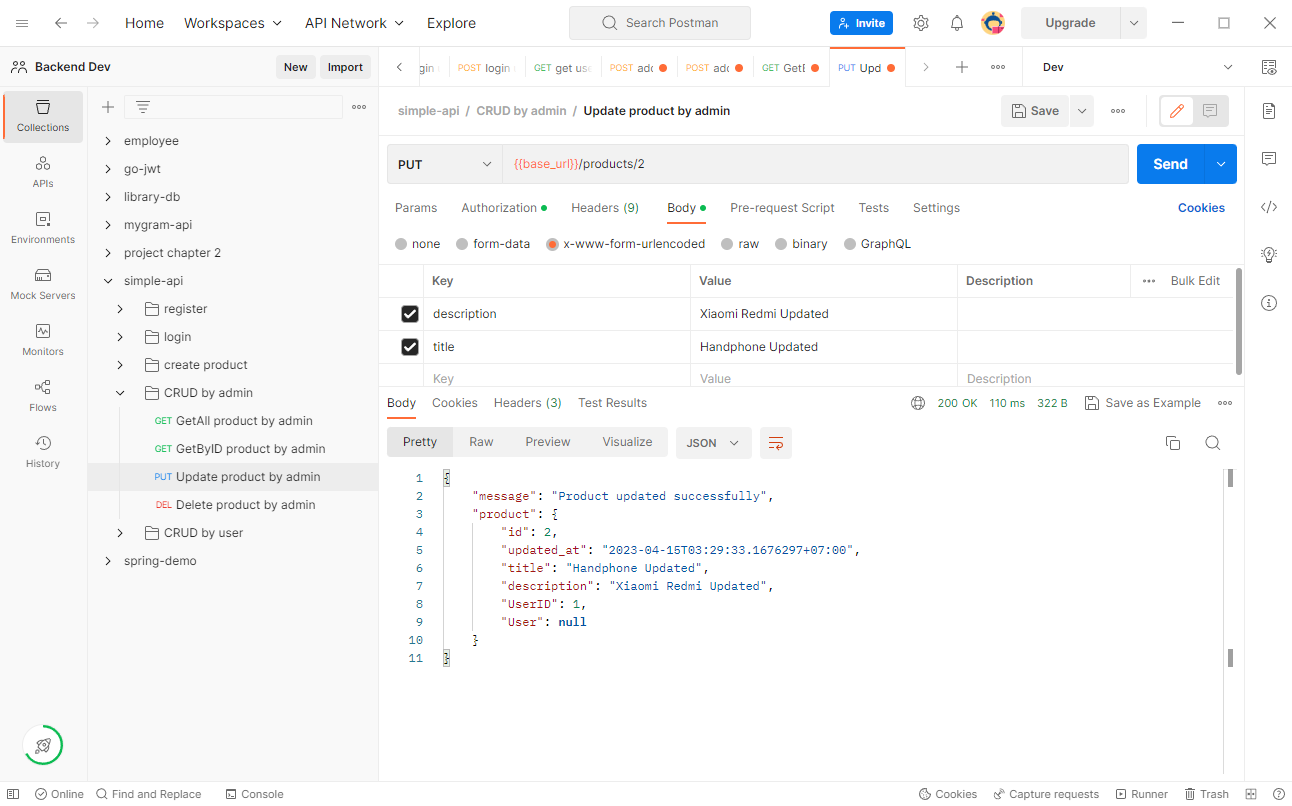 Home Workspaces API Network Explore Search Postman Invite Upgrade
Backend Dev New Import
POST login GET get use POST add POST add GET GetB PUT Upd Dev
Collections
APIs
Environments
Mock Servers
Monitors
Flows
History
employee
go-jwt
library-db
mygram-api
project chapter 2
simple-api
register
login
create product
CRUD by admin
GET GetAll product by admin
GET GetByID product by admin
PUT Update product by admin
DEL Delete product by admin
CRUD by user
spring-demo
simple-api / CRUD by admin / Update product by admin Save
PUT {{base_url}}/products/2 Send
Params Authorization Headers (9) Body Pre-request Script Tests Settings Cookies
none form-data x-www-form-urlencoded raw binary GraphQL
Key Value Description Bulk Edit
description Xiaomi Redmi Updated
title Handphone Updated
Key Value Description
Body Cookies Headers (3) Test Results 200 OK 110 ms 322 B Save as Example
Pretty Raw Preview Visualize JSON
1 {
2 "message": "Product updated successfully",
3 "product": {
4 "id": 2,
5 "updated_at": "2023-04-15T03:29:33.1676297+07:00",
6 "title": "Handphone Updated",
7 "description": "Xiaomi Redmi Updated",
8 "UserID": 1,
9 "User": null
10 }
11 }
Online Find and Replace Console Cookies Capture requests Runner Trash